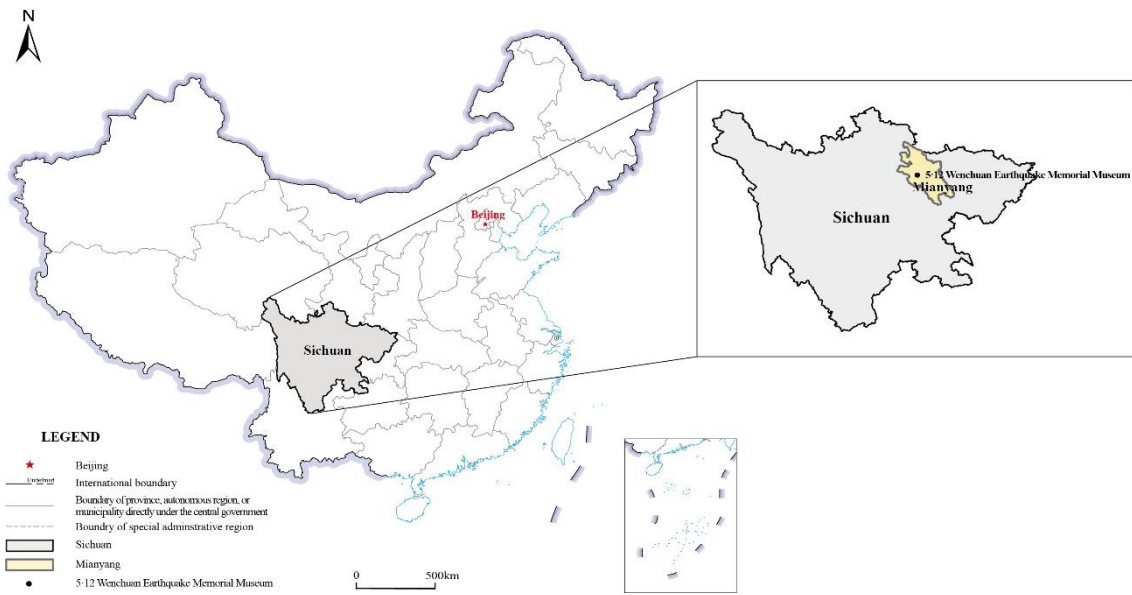 N
Beijing
Sichuan
5·12 Wenchuan Earthquake Memorial Museum
Mianyang
Sichuan
LEGEND
Beijing
Undefined
International boundary
Boundary of province, autonomous region, or
municipality directly under the central government
Boundry of special adminstrative region
Sichuan
Mianyang
5·12 Wenchuan Earthquake Memorial Museum
0 500km